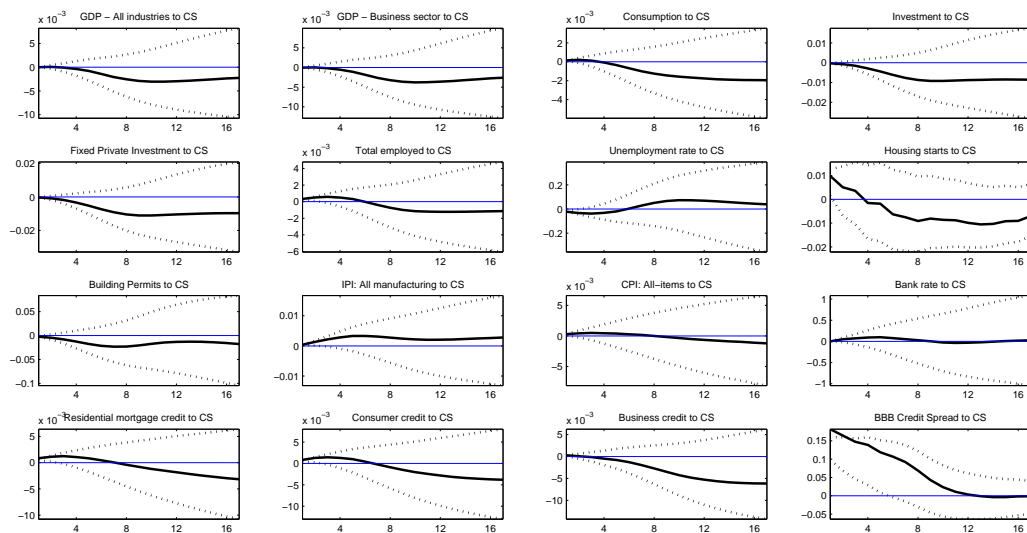 GDP – All industries to CS
x 10⁻³
5
0
−5
−10
4 8 12 16
GDP – Business sector to CS
x 10⁻³
5
0
−5
−10
4 8 12 16
Consumption to CS
x 10⁻³
2
0
−2
−4
4 8 12 16
Investment to CS
0.01
0
−0.01
−0.02
4 8 12 16
Fixed Private Investment to CS
0.02
0
−0.02
4 8 12 16
Total employed to CS
x 10⁻³
4
2
0
−2
−4
−6
4 8 12 16
Unemployment rate to CS
0.2
0
−0.2
4 8 12 16
Housing starts to CS
0.01
0
−0.01
−0.02
4 8 12 16
Building Permits to CS
0.05
0
−0.05
−0.1
4 8 12 16
IPI: All manufacturing to CS
0.01
0
−0.01
4 8 12 16
CPI: All−items to CS
x 10⁻³
5
0
−5
4 8 12 16
Bank rate to CS
1
0.5
0
−0.5
−1
4 8 12 16
Residential mortgage credit to CS
x 10⁻³
5
0
−5
−10
4 8 12 16
Consumer credit to CS
x 10⁻³
5
0
−5
−10
4 8 12 16
Business credit to CS
x 10⁻³
5
0
−5
−10
4 8 12 16
BBB Credit Spread to CS
0.15
0.1
0.05
0
−0.05
4 8 12 16